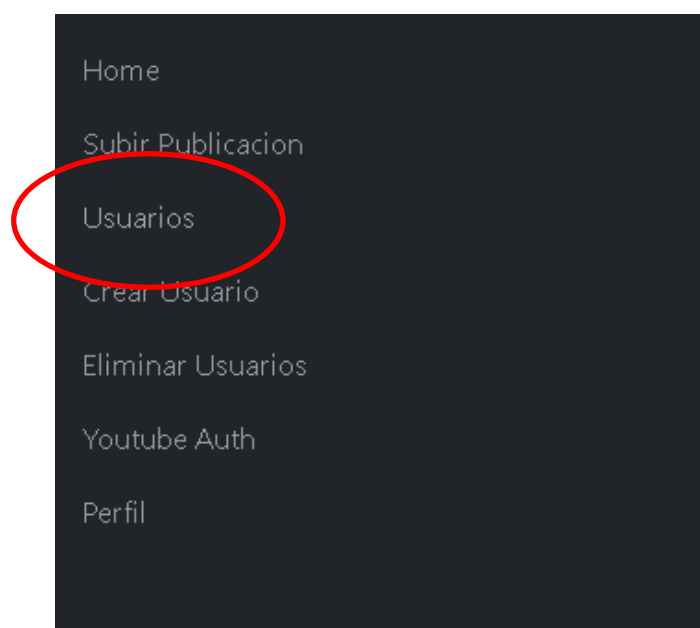 Home
Subir Publicacion
Usuarios
Crear Usuario
Eliminar Usuarios
Youtube Auth
Perfil